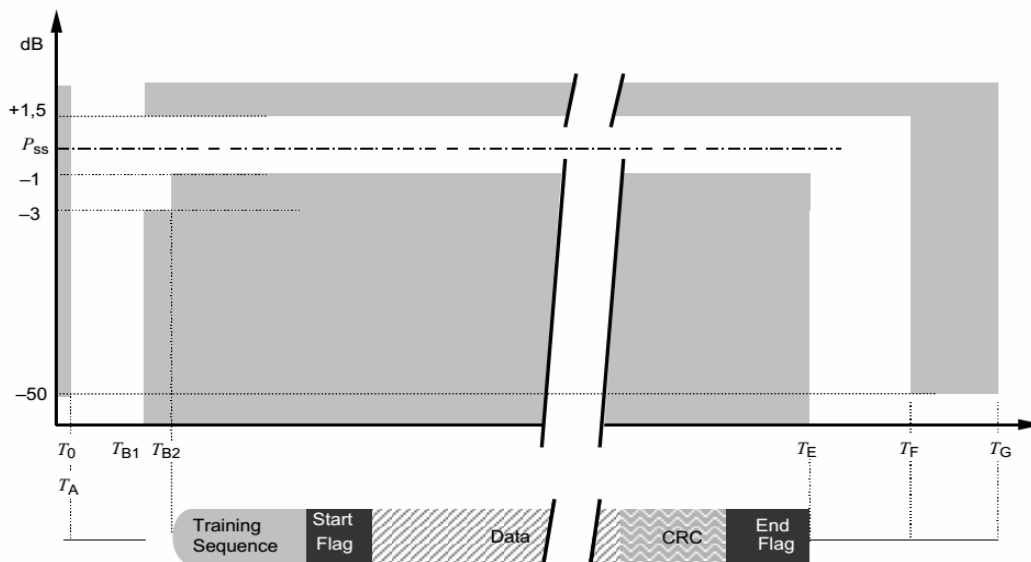 dB
+1,5
Pss
–1
–3
–50
T0 TB1 TB2 TE TF TG
TA
Training Sequence
Start Flag
Data
CRC
End Flag